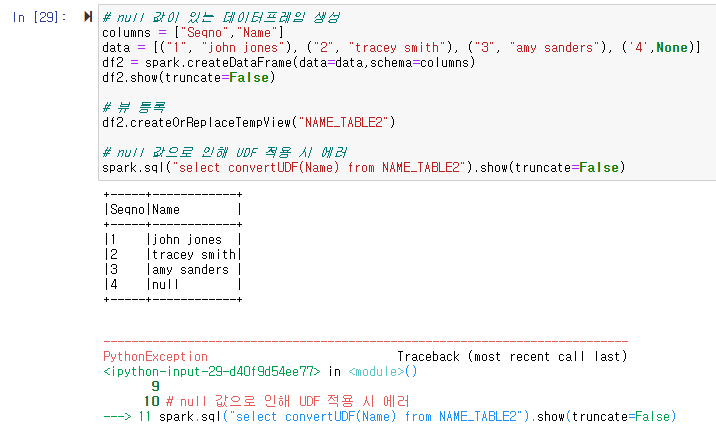 In [29]:
# null 값이 있는 데이터프레임 생성
columns = ["Seqno","Name"]
data = [("1", "john jones"), ("2", "tracey smith"), ("3", "amy sanders"), ('4',None)]
df2 = spark.createDataFrame(data=data,schema=columns)
df2.show(truncate=False)

# 뷰 등록
df2.createOrReplaceTempView("NAME_TABLE2")

# null 값으로 인해 UDF 적용 시 에러
spark.sql("select convertUDF(Name) from NAME_TABLE2").show(truncate=False)

+-----+------------+
|Seqno|Name        |
+-----+------------+
|1    |john jones  |
|2    |tracey smith|
|3    |amy sanders |
|4    |null        |
+-----+------------+

---------------------------------------------------------------------------
PythonException                           Traceback (most recent call last)
<ipython-input-29-d40f9d54ee77> in <module>()
      9
     10 # null 값으로 인해 UDF 적용 시 에러
---> 11 spark.sql("select convertUDF(Name) from NAME_TABLE2").show(truncate=False)